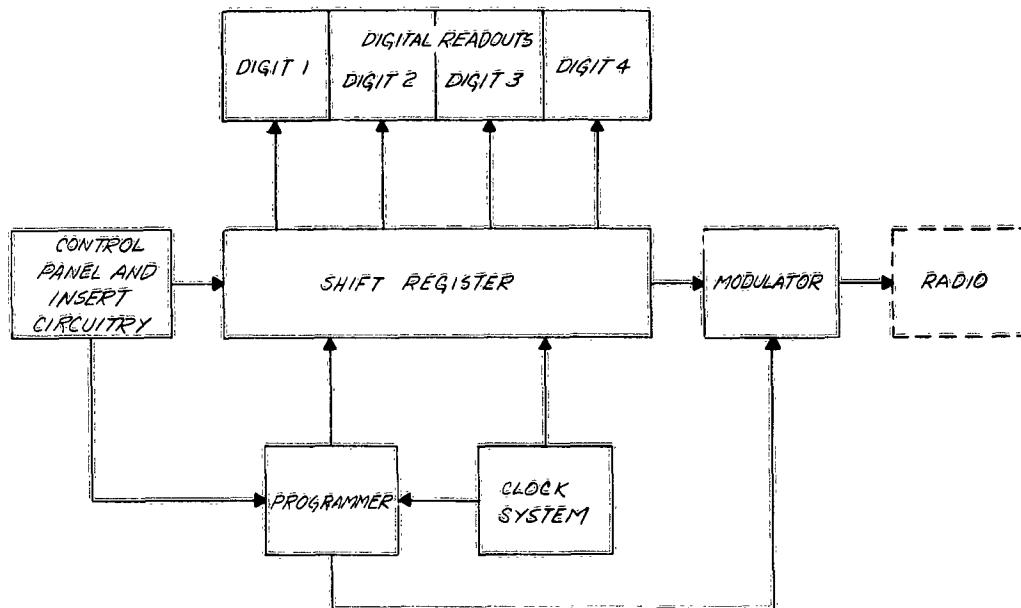 DIGITAL READOUTS
DIGIT 1
DIGIT 2
DIGIT 3
DIGIT 4
CONTROL
PANEL AND
INSERT
CIRCUITRY
SHIFT REGISTER
MODULATOR
RADIO
PROGRAMMER
CLOCK
SYSTEM